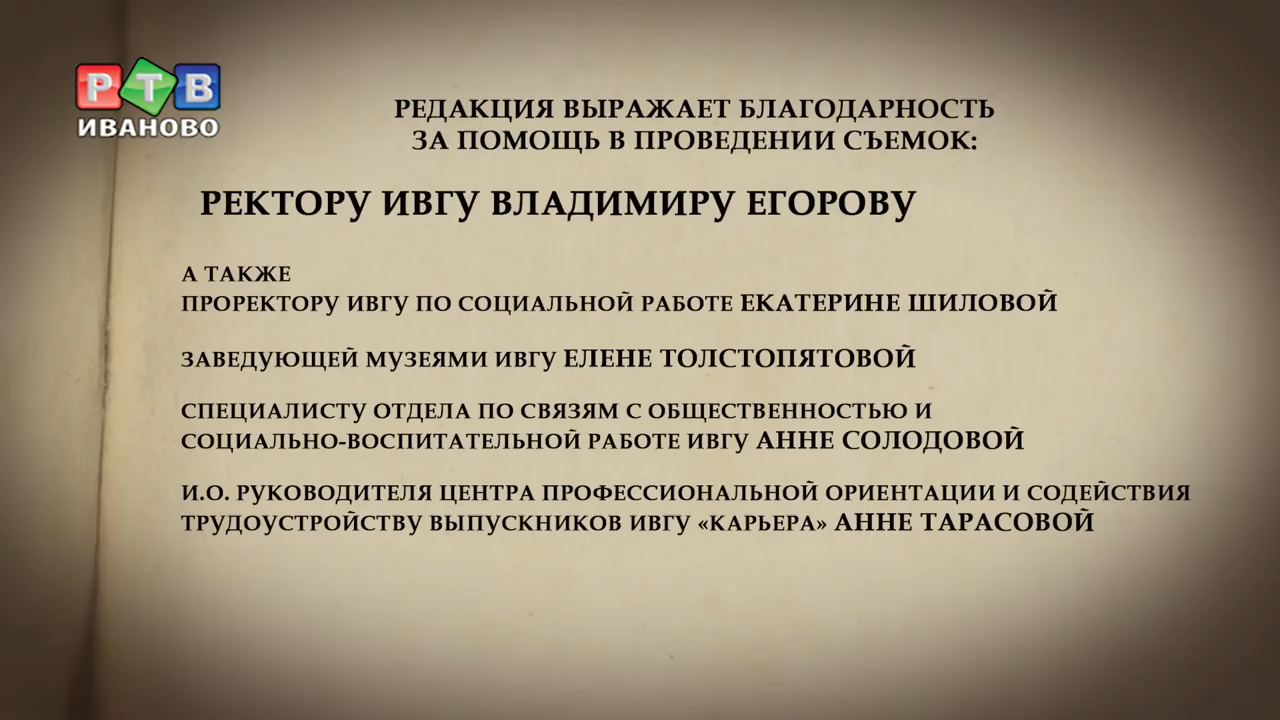 РТВ
ИВАНОВО
РЕДАКЦИЯ ВЫРАЖАЕТ БЛАГОДАРНОСТЬ
ЗА ПОМОЩЬ В ПРОВЕДЕНИИ СЪЕМОК:
РЕКТОРУ ИВГУ ВЛАДИМИРУ ЕГОРОВУ
А ТАКЖЕ
ПРОРЕКТОРУ ИВГУ ПО СОЦИАЛЬНОЙ РАБОТЕ ЕКАТЕРИНЕ ШИЛОВОЙ
ЗАВЕДУЮЩЕЙ МУЗЕЯМИ ИВГУ ЕЛЕНЕ ТОЛСТОПЯТОВОЙ
СПЕЦИАЛИСТУ ОТДЕЛА ПО СВЯЗЯМ С ОБЩЕСТВЕННОСТЬЮ И
СОЦИАЛЬНО-ВОСПИТАТЕЛЬНОЙ РАБОТЕ ИВГУ АННЕ СОЛОДОВОЙ
И.О. РУКОВОДИТЕЛЯ ЦЕНТРА ПРОФЕССИОНАЛЬНОЙ ОРИЕНТАЦИИ И СОДЕЙСТВИЯ
ТРУДОУСТРОЙСТВУ ВЫПУСКНИКОВ ИВГУ «КАРЬЕРА» АННЕ ТАРАСОВОЙ